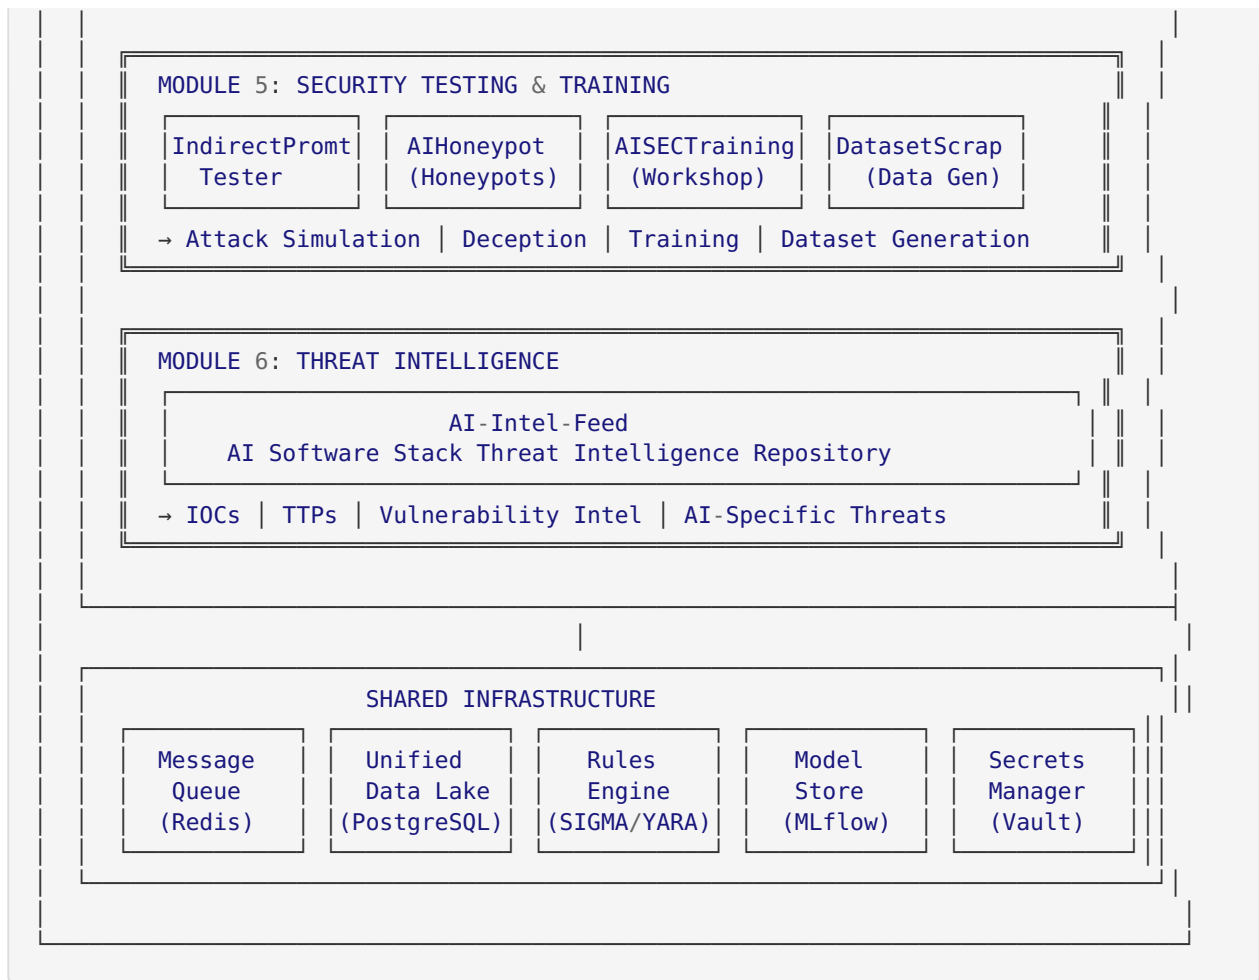 MODULE 5: SECURITY TESTING & TRAINING
IndirectPromt AIHoneypot AISECTraining DatasetScrap
Tester (Honeypots) (Workshop) (Data Gen)
→ Attack Simulation │ Deception │ Training │ Dataset Generation
MODULE 6: THREAT INTELLIGENCE
AI-Intel-Feed
AI Software Stack Threat Intelligence Repository
→ IOCs │ TTPs │ Vulnerability Intel │ AI-Specific Threats
SHARED INFRASTRUCTURE
Message Unified Rules Model Secrets
Queue Data Lake Engine Store Manager
(Redis) (PostgreSQL) (SIGMA/YARA) (MLflow) (Vault)